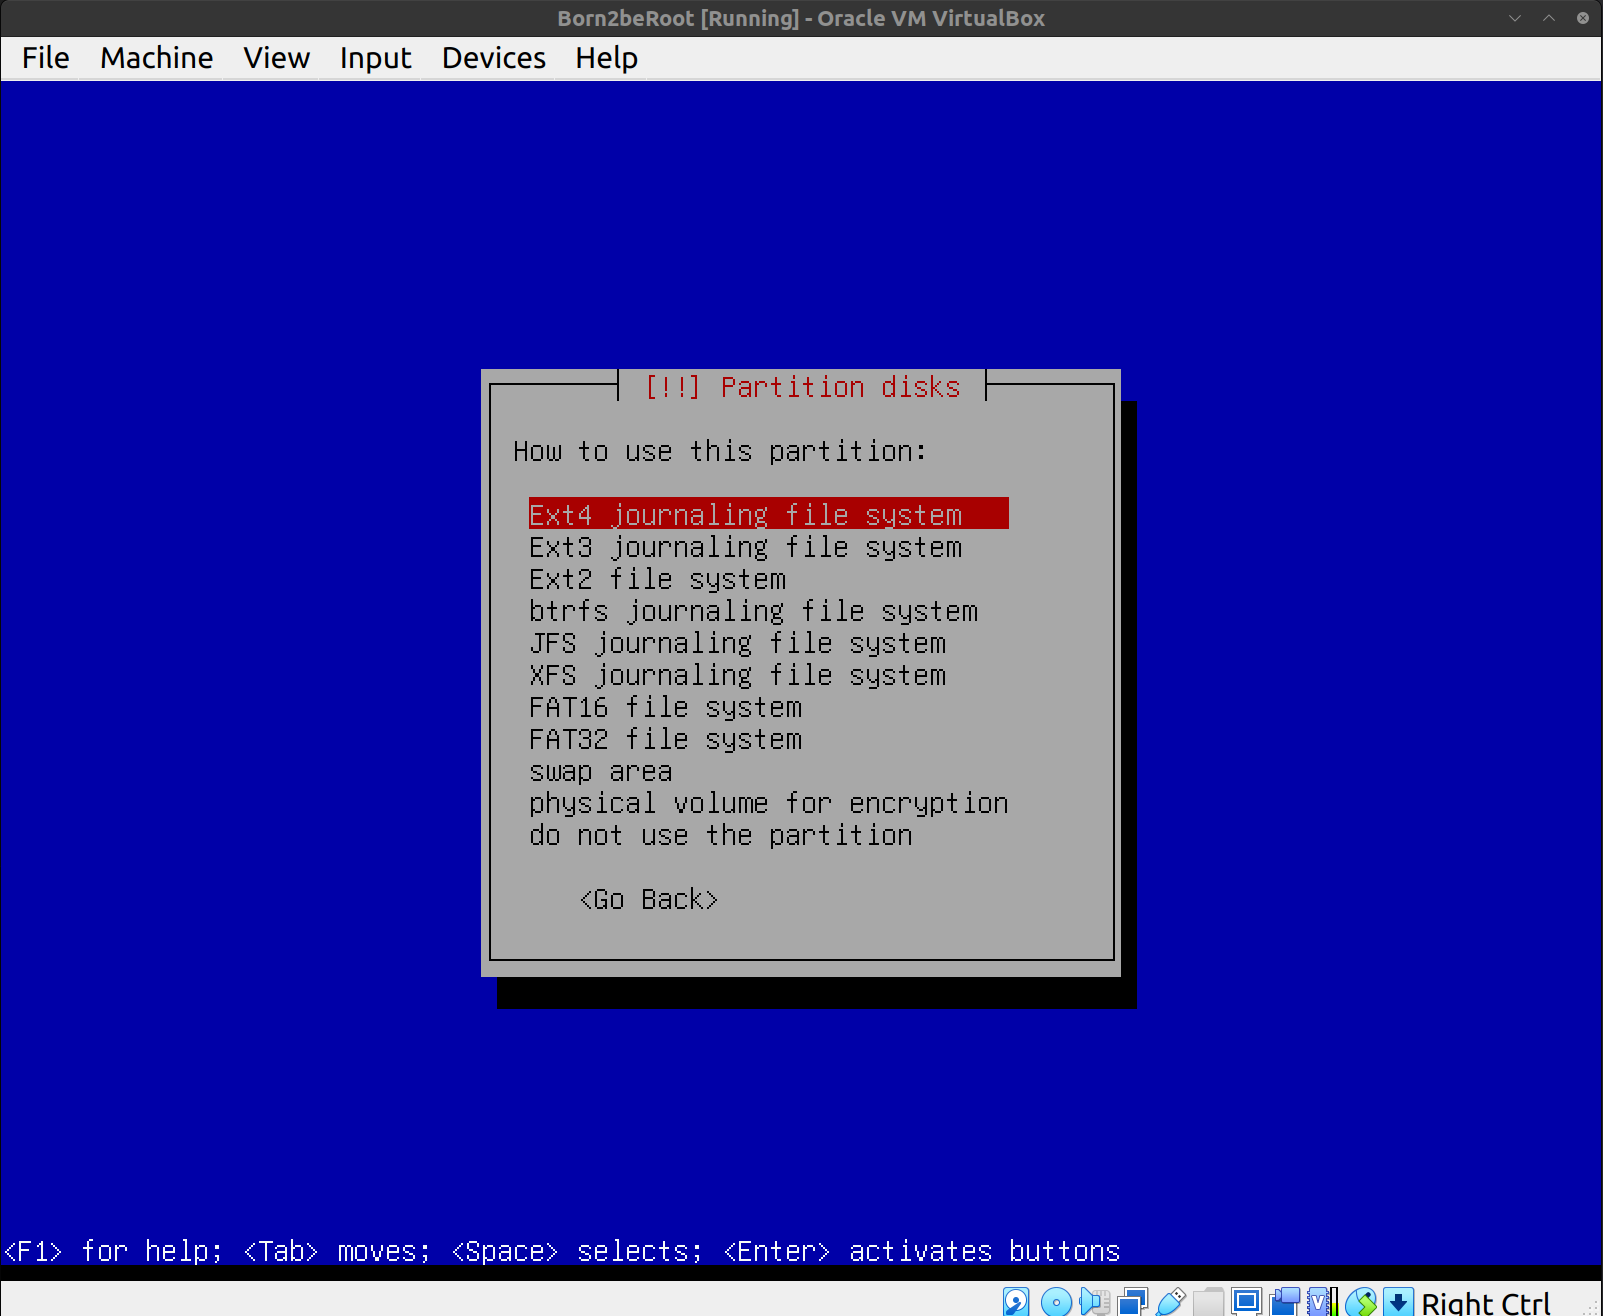 Born2beRoot [Running] - Oracle VM VirtualBox
File Machine View Input Devices Help
[!!] Partition disks
How to use this partition:
Ext4 journaling file system
Ext3 journaling file system
Ext2 file system
btrfs journaling file system
JFS journaling file system
XFS journaling file system
FAT16 file system
FAT32 file system
swap area
physical volume for encryption
do not use the partition
<Go Back>
<F1> for help; <Tab> moves; <Space> selects; <Enter> activates buttons
Right Ctrl